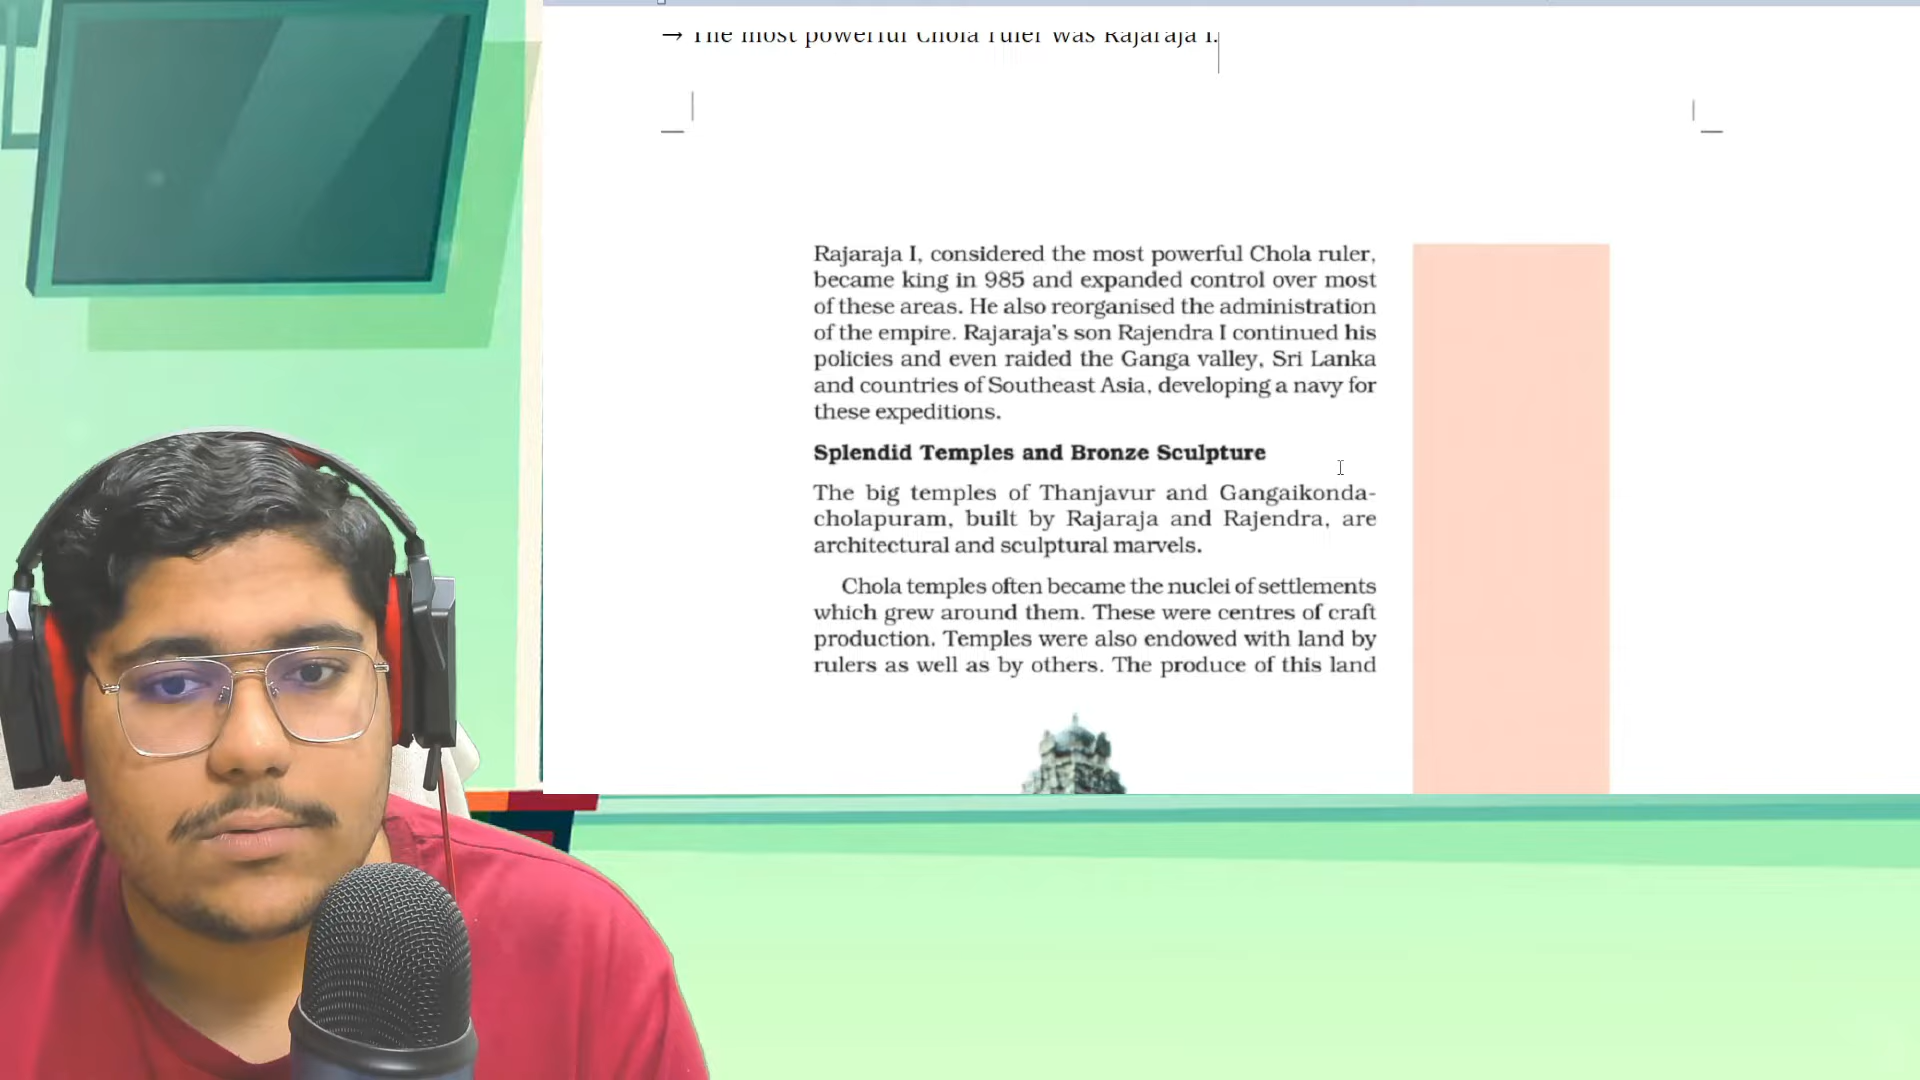 → The most powerful Chola ruler was Rajaraja I.
Rajaraja I, considered the most powerful Chola ruler,
became king in 985 and expanded control over most
of these areas. He also reorganised the administration
of the empire. Rajaraja's son Rajendra I continued his
policies and even raided the Ganga valley, Sri Lanka
and countries of Southeast Asia, developing a navy for
these expeditions.
Splendid Temples and Bronze Sculpture
The big temples of Thanjavur and Gangaikonda-
cholapuram, built by Rajaraja and Rajendra, are
architectural and sculptural marvels.
Chola temples often became the nuclei of settlements
which grew around them. These were centres of craft
production. Temples were also endowed with land by
rulers as well as by others. The produce of this land